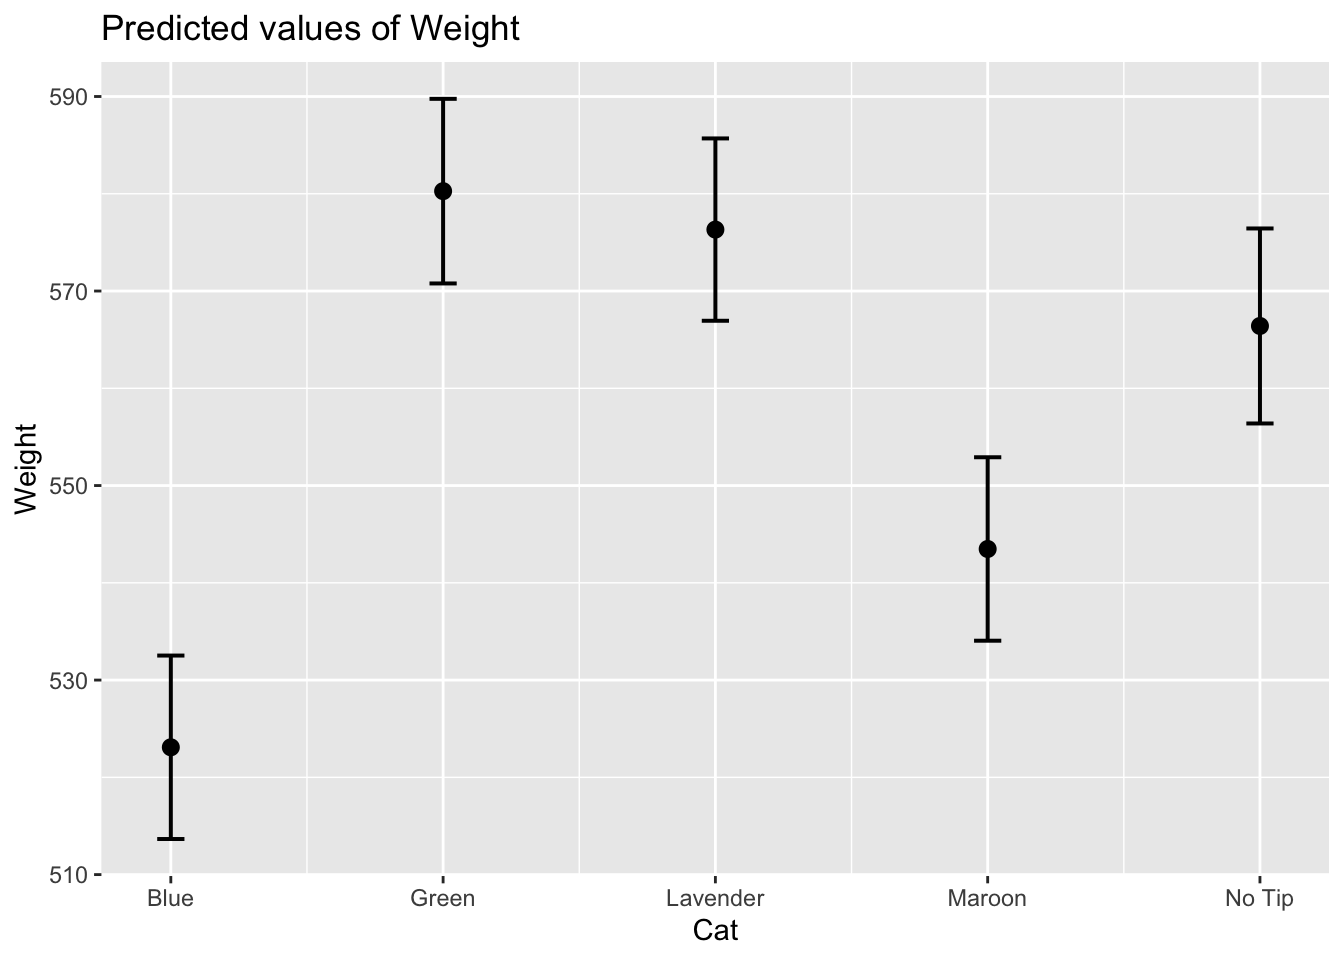 Predicted values of Weight
590
570
550
530
510
Weight
Blue Green Lavender Maroon No Tip
Cat